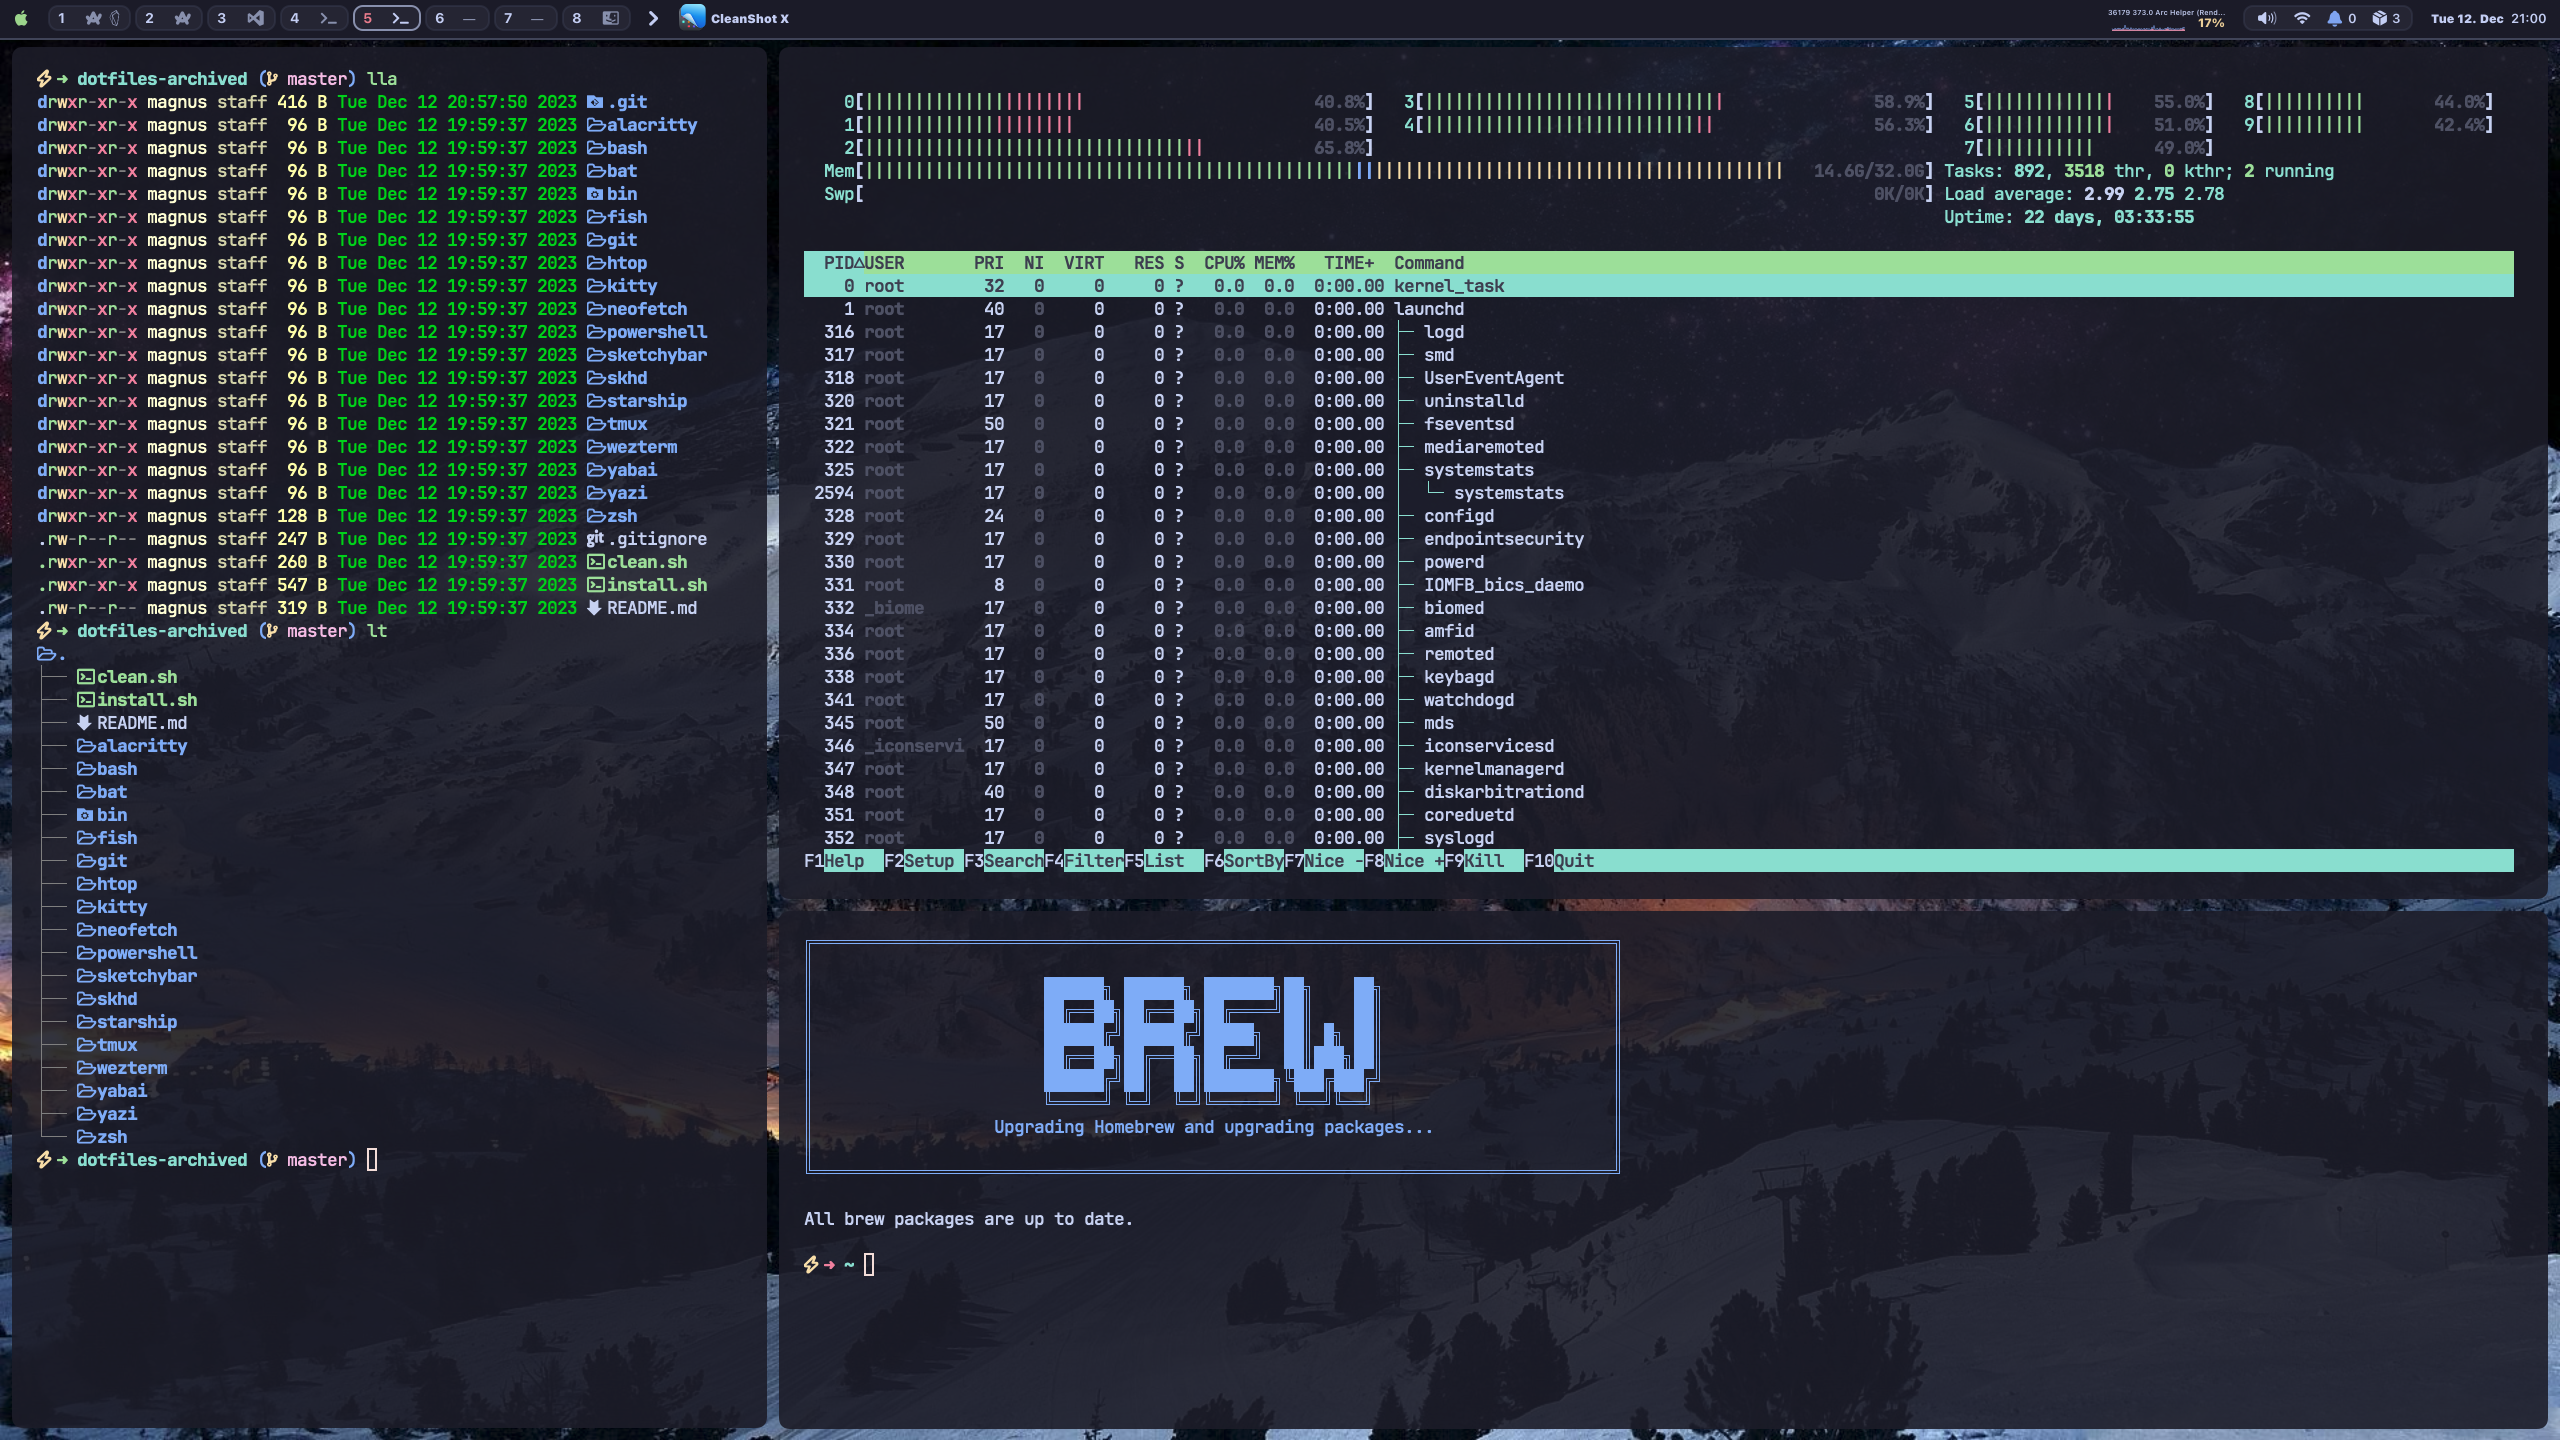 1 2 3 4 5 6 — 7 — 8 CleanShot X 36179 373.0 Arc Helper (Rend... 17% 0 3 Tue 12. Dec 21:00
dotfiles-archived ( master) lla
drwxr-xr-x magnus staff 416 B Tue Dec 12 20:57:50 2023 .git
drwxr-xr-x magnus staff 96 B Tue Dec 12 19:59:37 2023 alacritty
drwxr-xr-x magnus staff 96 B Tue Dec 12 19:59:37 2023 bash
drwxr-xr-x magnus staff 96 B Tue Dec 12 19:59:37 2023 bat
drwxr-xr-x magnus staff 96 B Tue Dec 12 19:59:37 2023 bin
drwxr-xr-x magnus staff 96 B Tue Dec 12 19:59:37 2023 fish
drwxr-xr-x magnus staff 96 B Tue Dec 12 19:59:37 2023 git
drwxr-xr-x magnus staff 96 B Tue Dec 12 19:59:37 2023 htop
drwxr-xr-x magnus staff 96 B Tue Dec 12 19:59:37 2023 kitty
drwxr-xr-x magnus staff 96 B Tue Dec 12 19:59:37 2023 neofetch
drwxr-xr-x magnus staff 96 B Tue Dec 12 19:59:37 2023 powershell
drwxr-xr-x magnus staff 96 B Tue Dec 12 19:59:37 2023 sketchybar
drwxr-xr-x magnus staff 96 B Tue Dec 12 19:59:37 2023 skhd
drwxr-xr-x magnus staff 96 B Tue Dec 12 19:59:37 2023 starship
drwxr-xr-x magnus staff 96 B Tue Dec 12 19:59:37 2023 tmux
drwxr-xr-x magnus staff 96 B Tue Dec 12 19:59:37 2023 wezterm
drwxr-xr-x magnus staff 96 B Tue Dec 12 19:59:37 2023 yabai
drwxr-xr-x magnus staff 96 B Tue Dec 12 19:59:37 2023 yazi
drwxr-xr-x magnus staff 128 B Tue Dec 12 19:59:37 2023 zsh
.rw-r--r-- magnus staff 247 B Tue Dec 12 19:59:37 2023 .gitignore
.rwxr-xr-x magnus staff 260 B Tue Dec 12 19:59:37 2023 clean.sh
.rwxr-xr-x magnus staff 547 B Tue Dec 12 19:59:37 2023 install.sh
.rw-r--r-- magnus staff 319 B Tue Dec 12 19:59:37 2023 README.md
dotfiles-archived ( master) lt
.
clean.sh
install.sh
README.md
alacritty
bash
bat
bin
fish
git
htop
kitty
neofetch
powershell
sketchybar
skhd
starship
tmux
wezterm
yabai
yazi
zsh
dotfiles-archived ( master)
0[ 40.8%] 3[ 58.9%] 5[ 55.0%] 8[ 44.0%]
1[ 40.5%] 4[ 56.3%] 6[ 51.0%] 9[ 42.4%]
2[ 65.8%] 7[ 49.0%]
Mem[ 14.6G/32.0G] Tasks: 892, 3518 thr, 0 kthr; 2 running
Swp[ 0K/0K] Load average: 2.99 2.75 2.78
Uptime: 22 days, 03:33:55
PID△USER PRI NI VIRT RES S CPU% MEM% TIME+ Command
0 root 32 0 0 0 ? 0.0 0.0 0:00.00 kernel_task
1 root 40 0 0 0 ? 0.0 0.0 0:00.00 launchd
316 root 17 0 0 0 ? 0.0 0.0 0:00.00 logd
317 root 17 0 0 0 ? 0.0 0.0 0:00.00 smd
318 root 17 0 0 0 ? 0.0 0.0 0:00.00 UserEventAgent
320 root 17 0 0 0 ? 0.0 0.0 0:00.00 uninstalld
321 root 50 0 0 0 ? 0.0 0.0 0:00.00 fseventsd
322 root 17 0 0 0 ? 0.0 0.0 0:00.00 mediaremoted
325 root 17 0 0 0 ? 0.0 0.0 0:00.00 systemstats
2594 root 17 0 0 0 ? 0.0 0.0 0:00.00 systemstats
328 root 24 0 0 0 ? 0.0 0.0 0:00.00 configd
329 root 17 0 0 0 ? 0.0 0.0 0:00.00 endpointsecurity
330 root 17 0 0 0 ? 0.0 0.0 0:00.00 powerd
331 root 8 0 0 0 ? 0.0 0.0 0:00.00 IOMFB_bics_daemo
332 _biome 17 0 0 0 ? 0.0 0.0 0:00.00 biomed
334 root 17 0 0 0 ? 0.0 0.0 0:00.00 amfid
336 root 17 0 0 0 ? 0.0 0.0 0:00.00 remoted
338 root 17 0 0 0 ? 0.0 0.0 0:00.00 keybagd
341 root 17 0 0 0 ? 0.0 0.0 0:00.00 watchdogd
345 root 50 0 0 0 ? 0.0 0.0 0:00.00 mds
346 _iconservi 17 0 0 0 ? 0.0 0.0 0:00.00 iconservicesd
347 root 17 0 0 0 ? 0.0 0.0 0:00.00 kernelmanagerd
348 root 40 0 0 0 ? 0.0 0.0 0:00.00 diskarbitrationd
351 root 17 0 0 0 ? 0.0 0.0 0:00.00 coreduetd
352 root 17 0 0 0 ? 0.0 0.0 0:00.00 syslogd
F1Help F2Setup F3SearchF4FilterF5List F6SortByF7Nice -F8Nice +F9Kill F10Quit
BREW
Upgrading Homebrew and upgrading packages...
All brew packages are up to date.
~